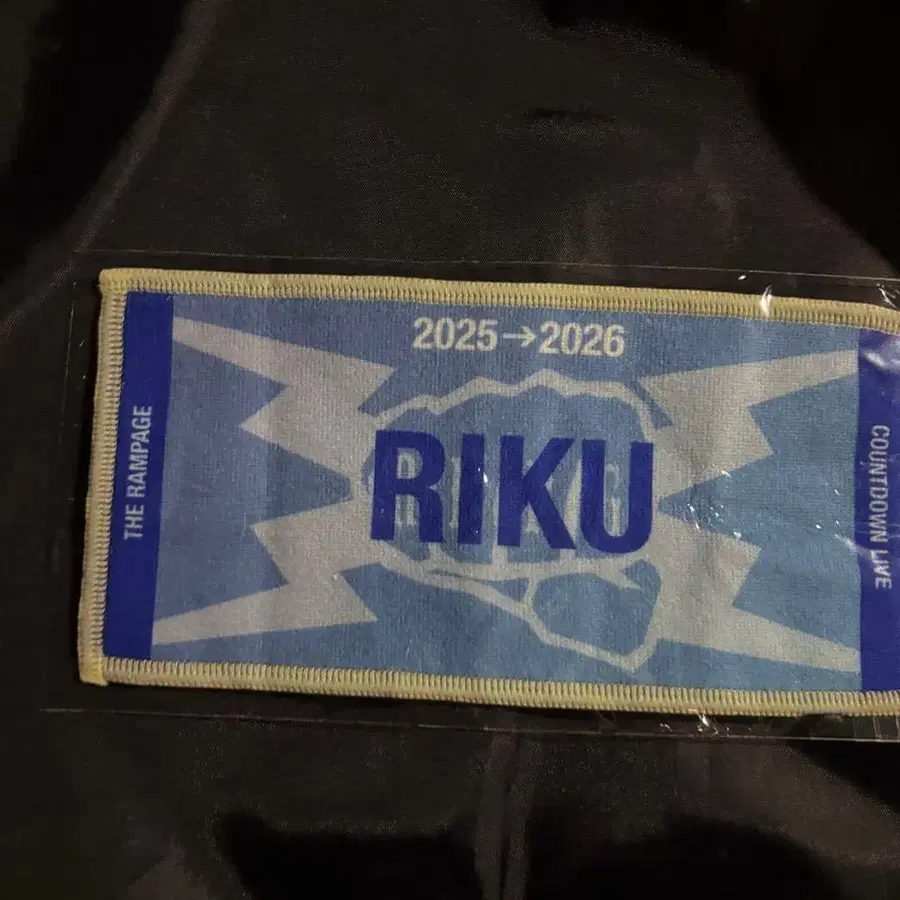 2025→2026
THE RAMPAGE
RIKU
COUNTDOWN LIVE